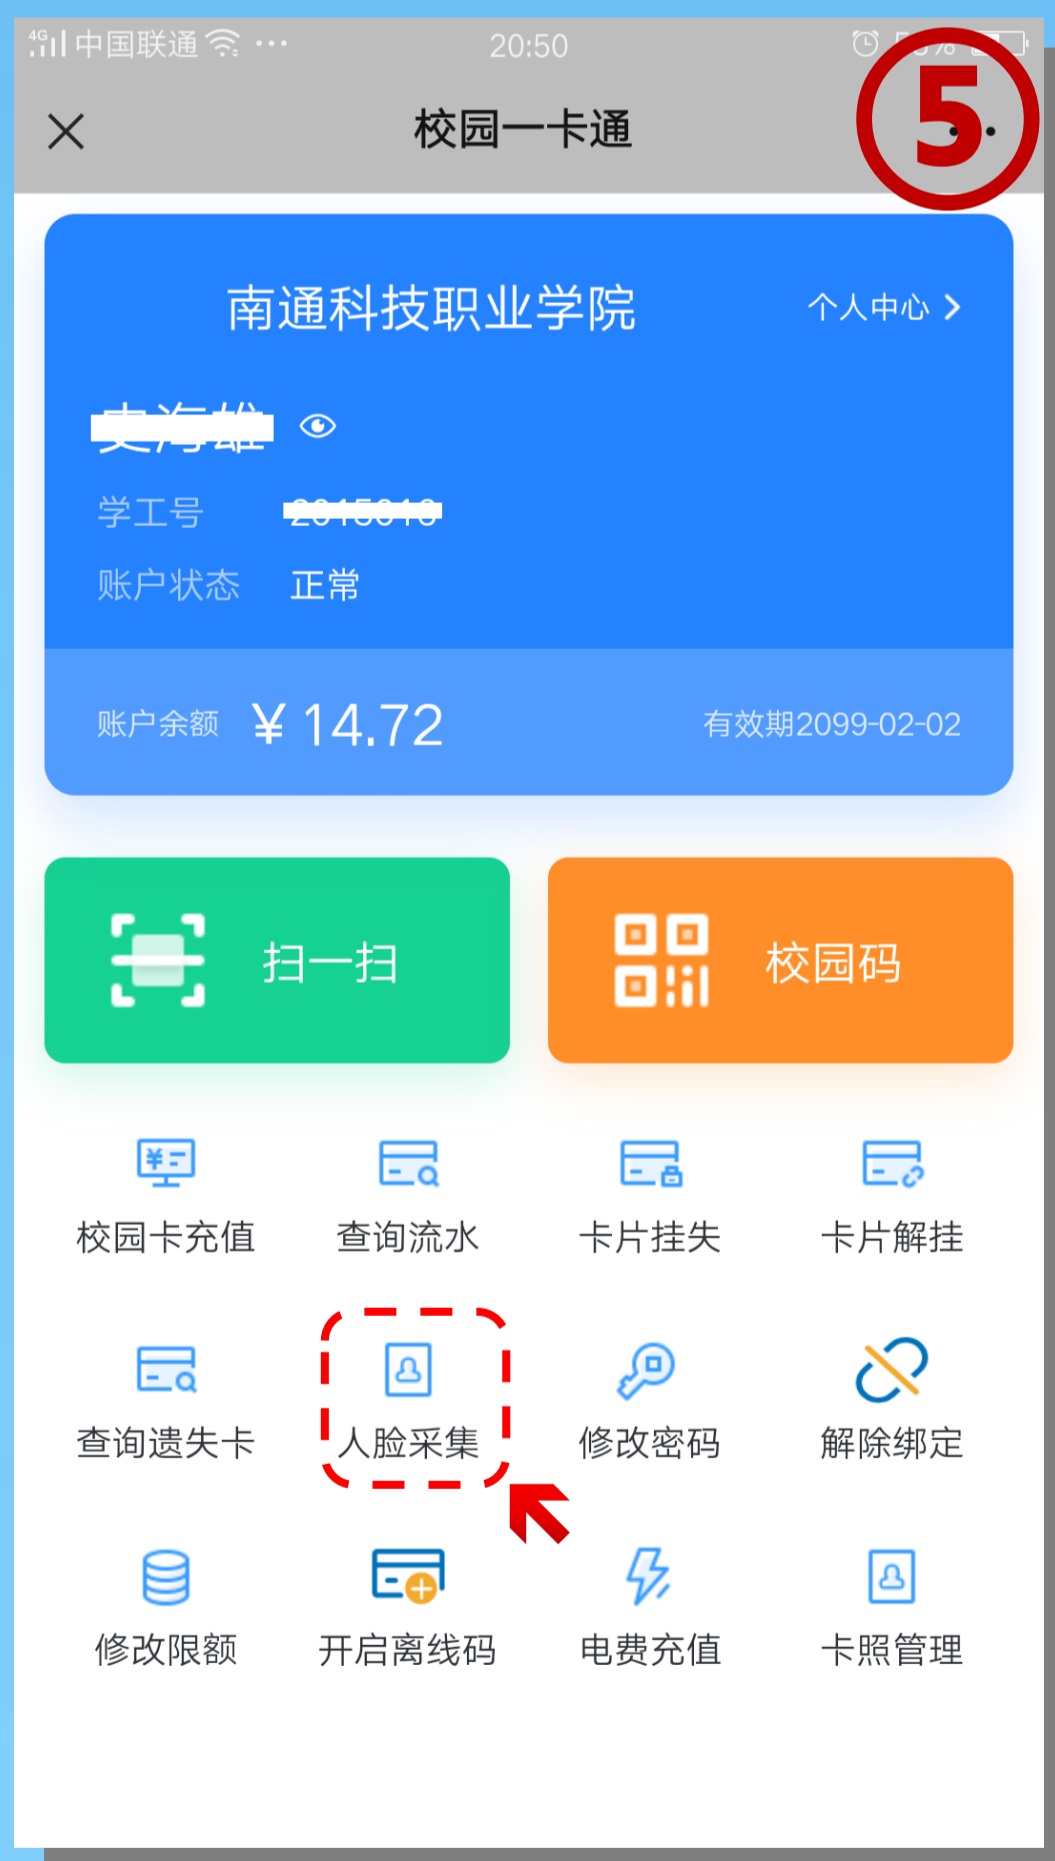 4G 中国联通 ··· 20:50
校园一卡通
5
南通科技职业学院 个人中心
学工号
账户状态 正常
账户余额 ¥ 14.72 有效期2099-02-02
扫一扫 校园码
校园卡充值 查询流水 卡片挂失 卡片解挂
查询遗失卡 人脸采集 修改密码 解除绑定
修改限额 开启离线码 电费充值 卡照管理